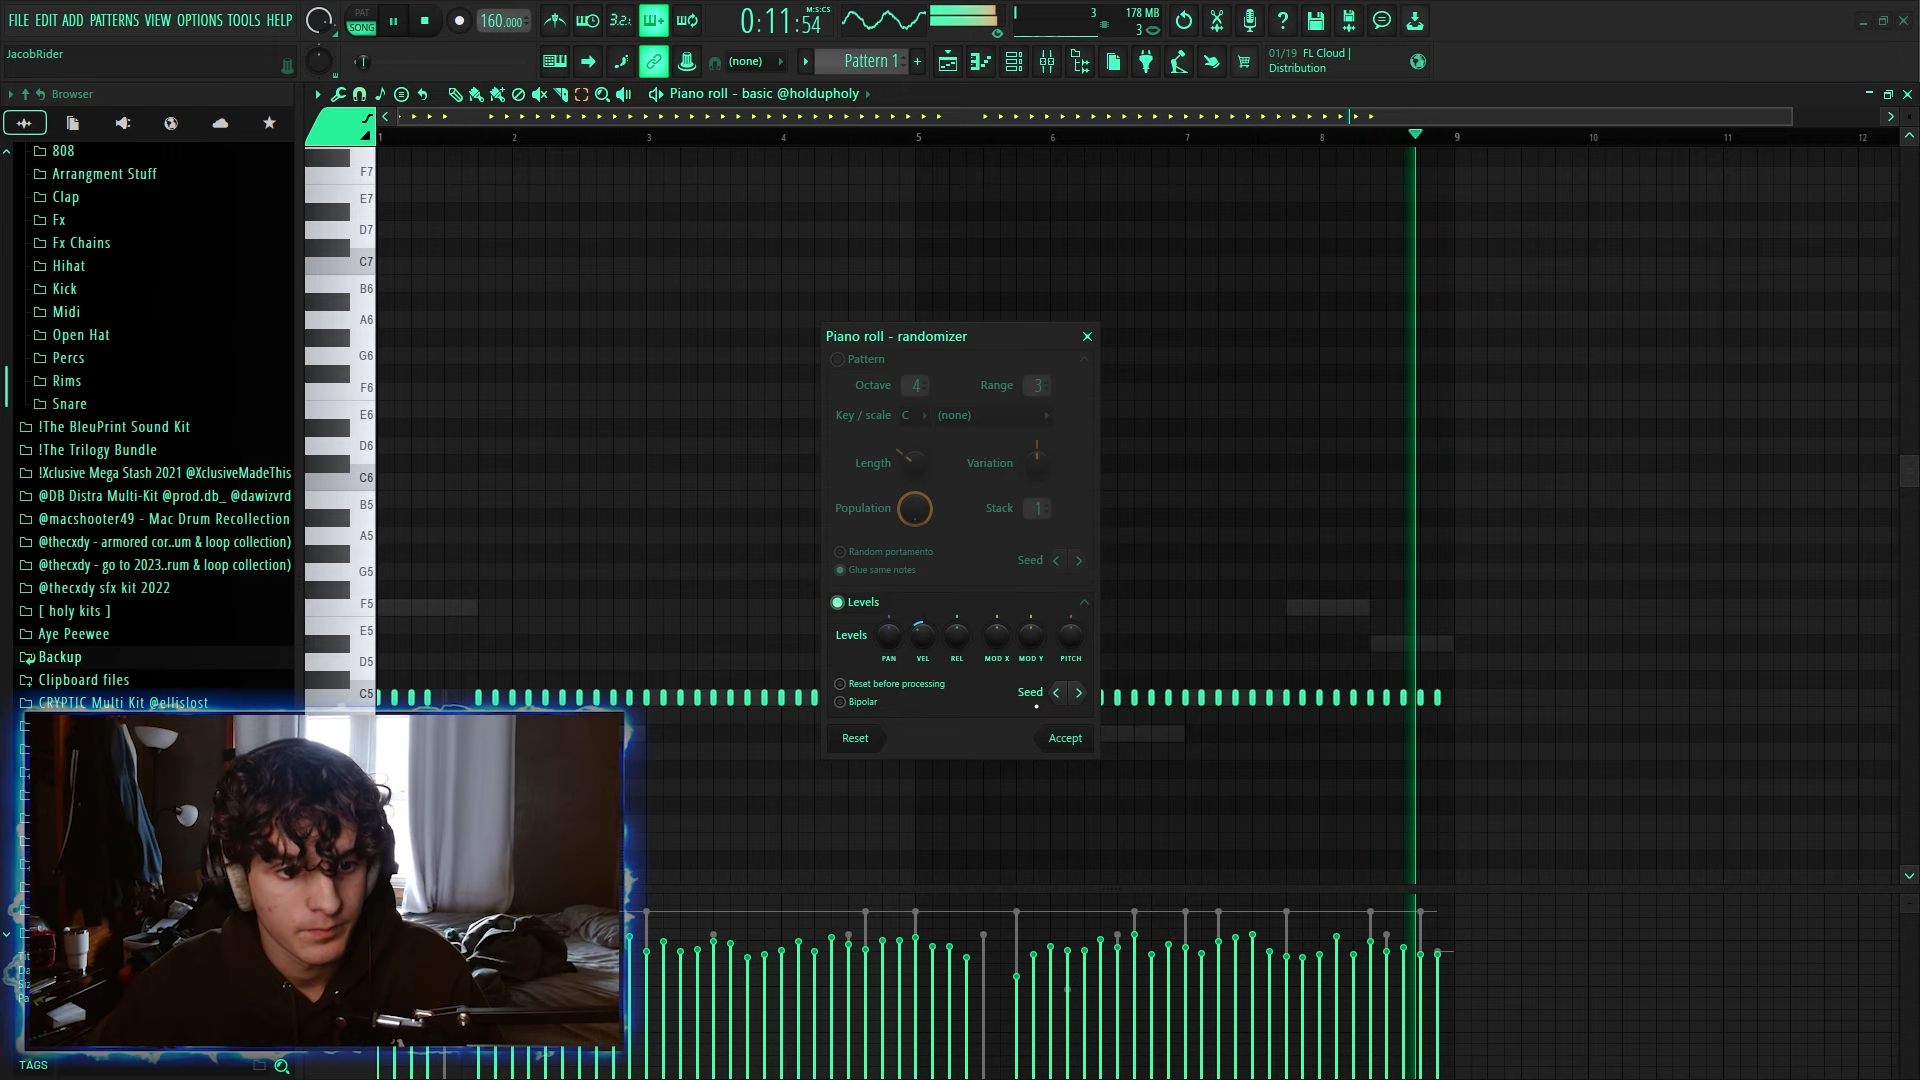 FILE EDIT ADD PATTERNS VIEW OPTIONS TOOLS HELP
PAT
SONG
160.000
3.2:
0:11:54
M:S:CS
3
178 MB
3
JacobRider
(none)
Pattern 1
01/19 FL Cloud |
Distribution
Browser
Piano roll - basic @holdupholy
1 2 3 4 5 6 7 8 9 10 11 12
808
Arrangment Stuff
Clap
Fx
Fx Chains
Hihat
Kick
Midi
Open Hat
Percs
Rims
Snare
!The BleuPrint Sound Kit
!The Trilogy Bundle
!Xclusive Mega Stash 2021 @XclusiveMadeThis
@DB Distra Multi-Kit @prod.db_ @dawizvrd
@macshooter49 - Mac Drum Recollection
@thecxdy - armored cor..um & loop collection)
@thecxdy - go to 2023..rum & loop collection)
@thecxdy sfx kit 2022
[ holy kits ]
Aye Peewee
Backup
Clipboard files
CRYPTIC Multi Kit @ellislost
TAGS
F7
E7
D7
C7
B6
A6
G6
F6
E6
D6
C6
B5
A5
G5
F5
E5
D5
C5
Piano roll - randomizer
Pattern
Octave 4 Range 3
Key / scale C (none)
Length Variation
Population Stack 1
Random portamento
Glue same notes
Seed
Levels
Levels
PAN VEL REL MOD X MOD Y PITCH
Reset before processing
Bipolar
Seed
Reset Accept